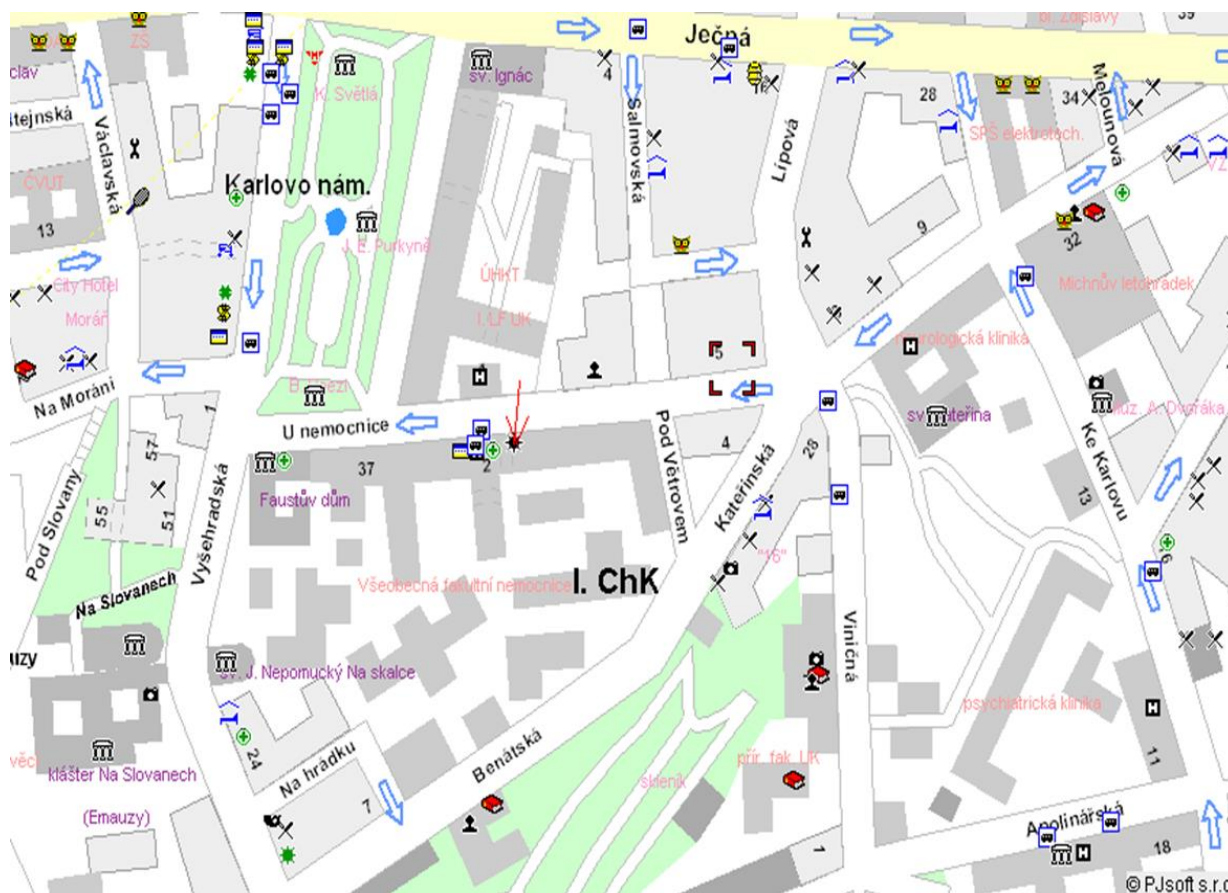 ZŠ
Ječná
bl. Zdislavy
39
sv. Ignác
4
K. Světlá
28
34
SPŠ elektrotech.
Melounová
Václavská
Salmovská
Lípová
ČVUT
Karlovo nám.
13
J. E. Purkyně
9
32
City Hotel
Moráň
ÚHKT
Michnův letohrádek
I. LF UK
neurologická klinika
5
Na Moráni
1
U nemocnice
Pod Větrovem
4
Kateřinská
28
sv. Kateřina
muz. A. Dvořáka
Ke Karlovu
57
55
51
37
2
13
Faustův dům
Pod Slovany
Vyšehradská
Na Slovanech
Všeobecná fakultní nemocnice
I. ChK
"16"
16
Viničná
sv. J. Nepomucký Na skalce
psychiatrická klinika
klášter Na Slovanech
(Emauzy)
24
Na hrádku
7
Benátská
skleník
přír. fak. UK
11
Apolinářská
1
18
© PJsoft s.r.o